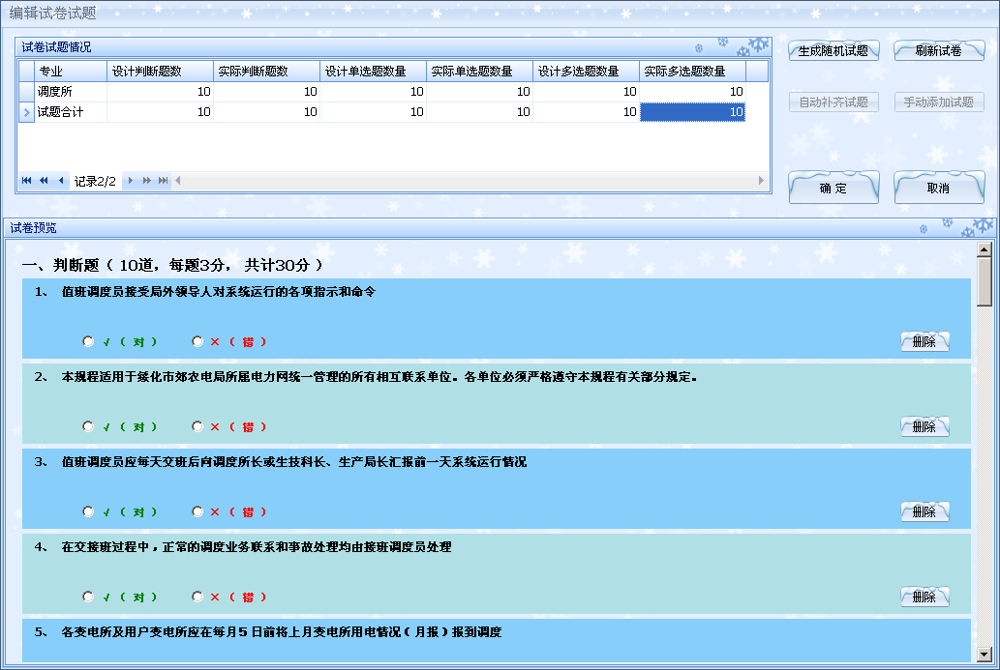 编辑试卷试题
试卷试题情况
专业 设计判断题数 实际判断题数 设计单选题数量 实际单选题数量 设计多选题数量 实际多选题数量
调度所 10 10 10 10 10 10
试题合计 10 10 10 10 10 10
记录2/2
生成随机试题 刷新试卷
自动补齐试题 手动添加试题
确 定 取消
试卷预览
一、判断题（ 10道，每题3分， 共计30分 ）
1、 值班调度员接受局外领导人对系统运行的各项指示和命令
√（ 对 ） ×（ 错 ） 删除
2、 本规程适用于绥化市郊农电局所属电力网统一管理的所有相互联系单位。各单位必须严格遵守本规程有关部分规定。
√（ 对 ） ×（ 错 ） 删除
3、 值班调度员应每天交班后向调度所长或生技科长、生产局长汇报前一天系统运行情况
√（ 对 ） ×（ 错 ） 删除
4、 在交接班过程中，正常的调度业务联系和事故处理均由接班调度员处理
√（ 对 ） ×（ 错 ） 删除
5、 各变电所及用户变电所应在每月5日前将上月变电所用电情况（月报）报到调度